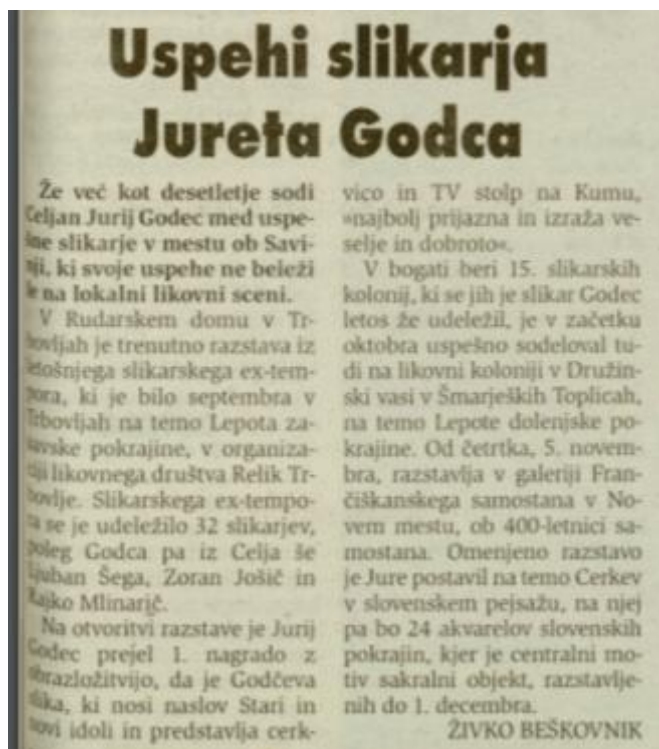 Uspehi slikarja
Jureta Godca
Že več kot desetletje sodi
Celjan Jurij Godec med uspe-
šne slikarje v mestu ob Savi-
nji, ki svoje uspehe ne beleži
le na lokalni likovni sceni.
V Rudarskem domu v Tr-
bovljah je trenutno razstava iz
letošnjega slikarskega ex-tem-
pora, ki je bilo septembra v
Trbovljah na temo Lepota za-
savske pokrajine, v organiza-
ciji likovnega društva Relik Tr-
bovlje. Slikarskega ex-tempo-
ra se je udeležilo 32 slikarjev,
poleg Godca pa iz Celja še
Ljuban Šega, Zoran Jošič in
Rajko Mlinarič.
Na otvoritvi razstave je Jurij
Godec prejel 1. nagrado z
obrazložitvijo, da je Godčeva
slika, ki nosi naslov Stari in
novi idoli in predstavlja cerk-
vico in TV stolp na Kumu,
»najbolj prijazna in izraža ve-
selje in dobroto«.
V bogati beri 15. slikarskih
kolonij, ki se jih je slikar Godec
letos že udeležil, je v začetku
oktobra uspešno sodeloval tu-
di na likovni koloniji v Družin-
ski vasi v Šmarjeških Toplicah,
na temo Lepote dolenjske po-
krajine. Od četrtka, 5. novem-
bra, razstavlja v galeriji Fran-
čiškanskega samostana v No-
vem mestu, ob 400-letnici sa-
mostana. Omenjeno razstavo
je Jure postavil na temo Cerkev
v slovenskem pejsažu, na njej
pa bo 24 akvarelov slovenskih
pokrajin, kjer je centralni mo-
tiv sakralni objekt, razstavlje-
nih do 1. decembra.
ŽIVKO BEŠKOVNIK